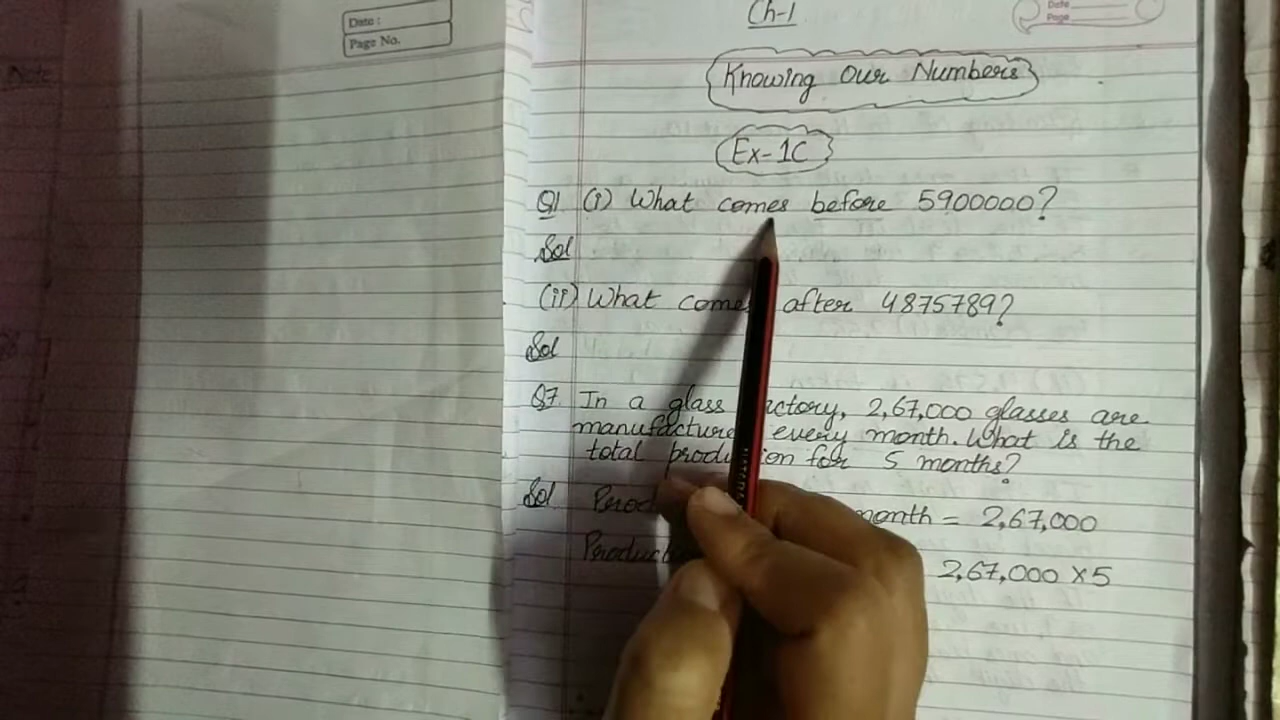 Date:
Page No.
Date
Page
Ch-1
Knowing Our Numbers
Ex-1C
Q1 (i) What comes before 5900000?
Sol
(ii) What comes after 4875789?
Sol
Q7 In a glass factory, 2,67,000 glasses are
manufactured every month. What is the
total production for 5 months?
Sol month = 2,67,000
2,67,000 × 5